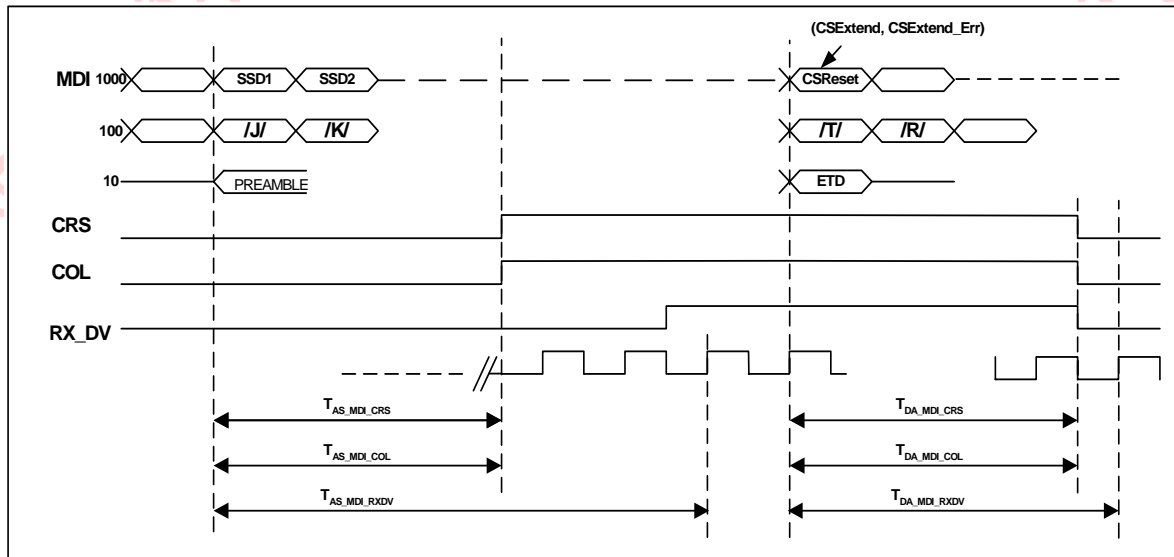 (CSExtend, CSExtend_Err)
MDI 1000 SSD1 SSD2 CSReset
100 /J/ /K/ /T/ /R/
10 PREAMBLE ETD
CRS
COL
RX_DV
TAS_MDI_CRS TDA_MDI_CRS
TAS_MDI_COL TDA_MDI_COL
TAS_MDI_RXDV TDA_MDI_RXDV